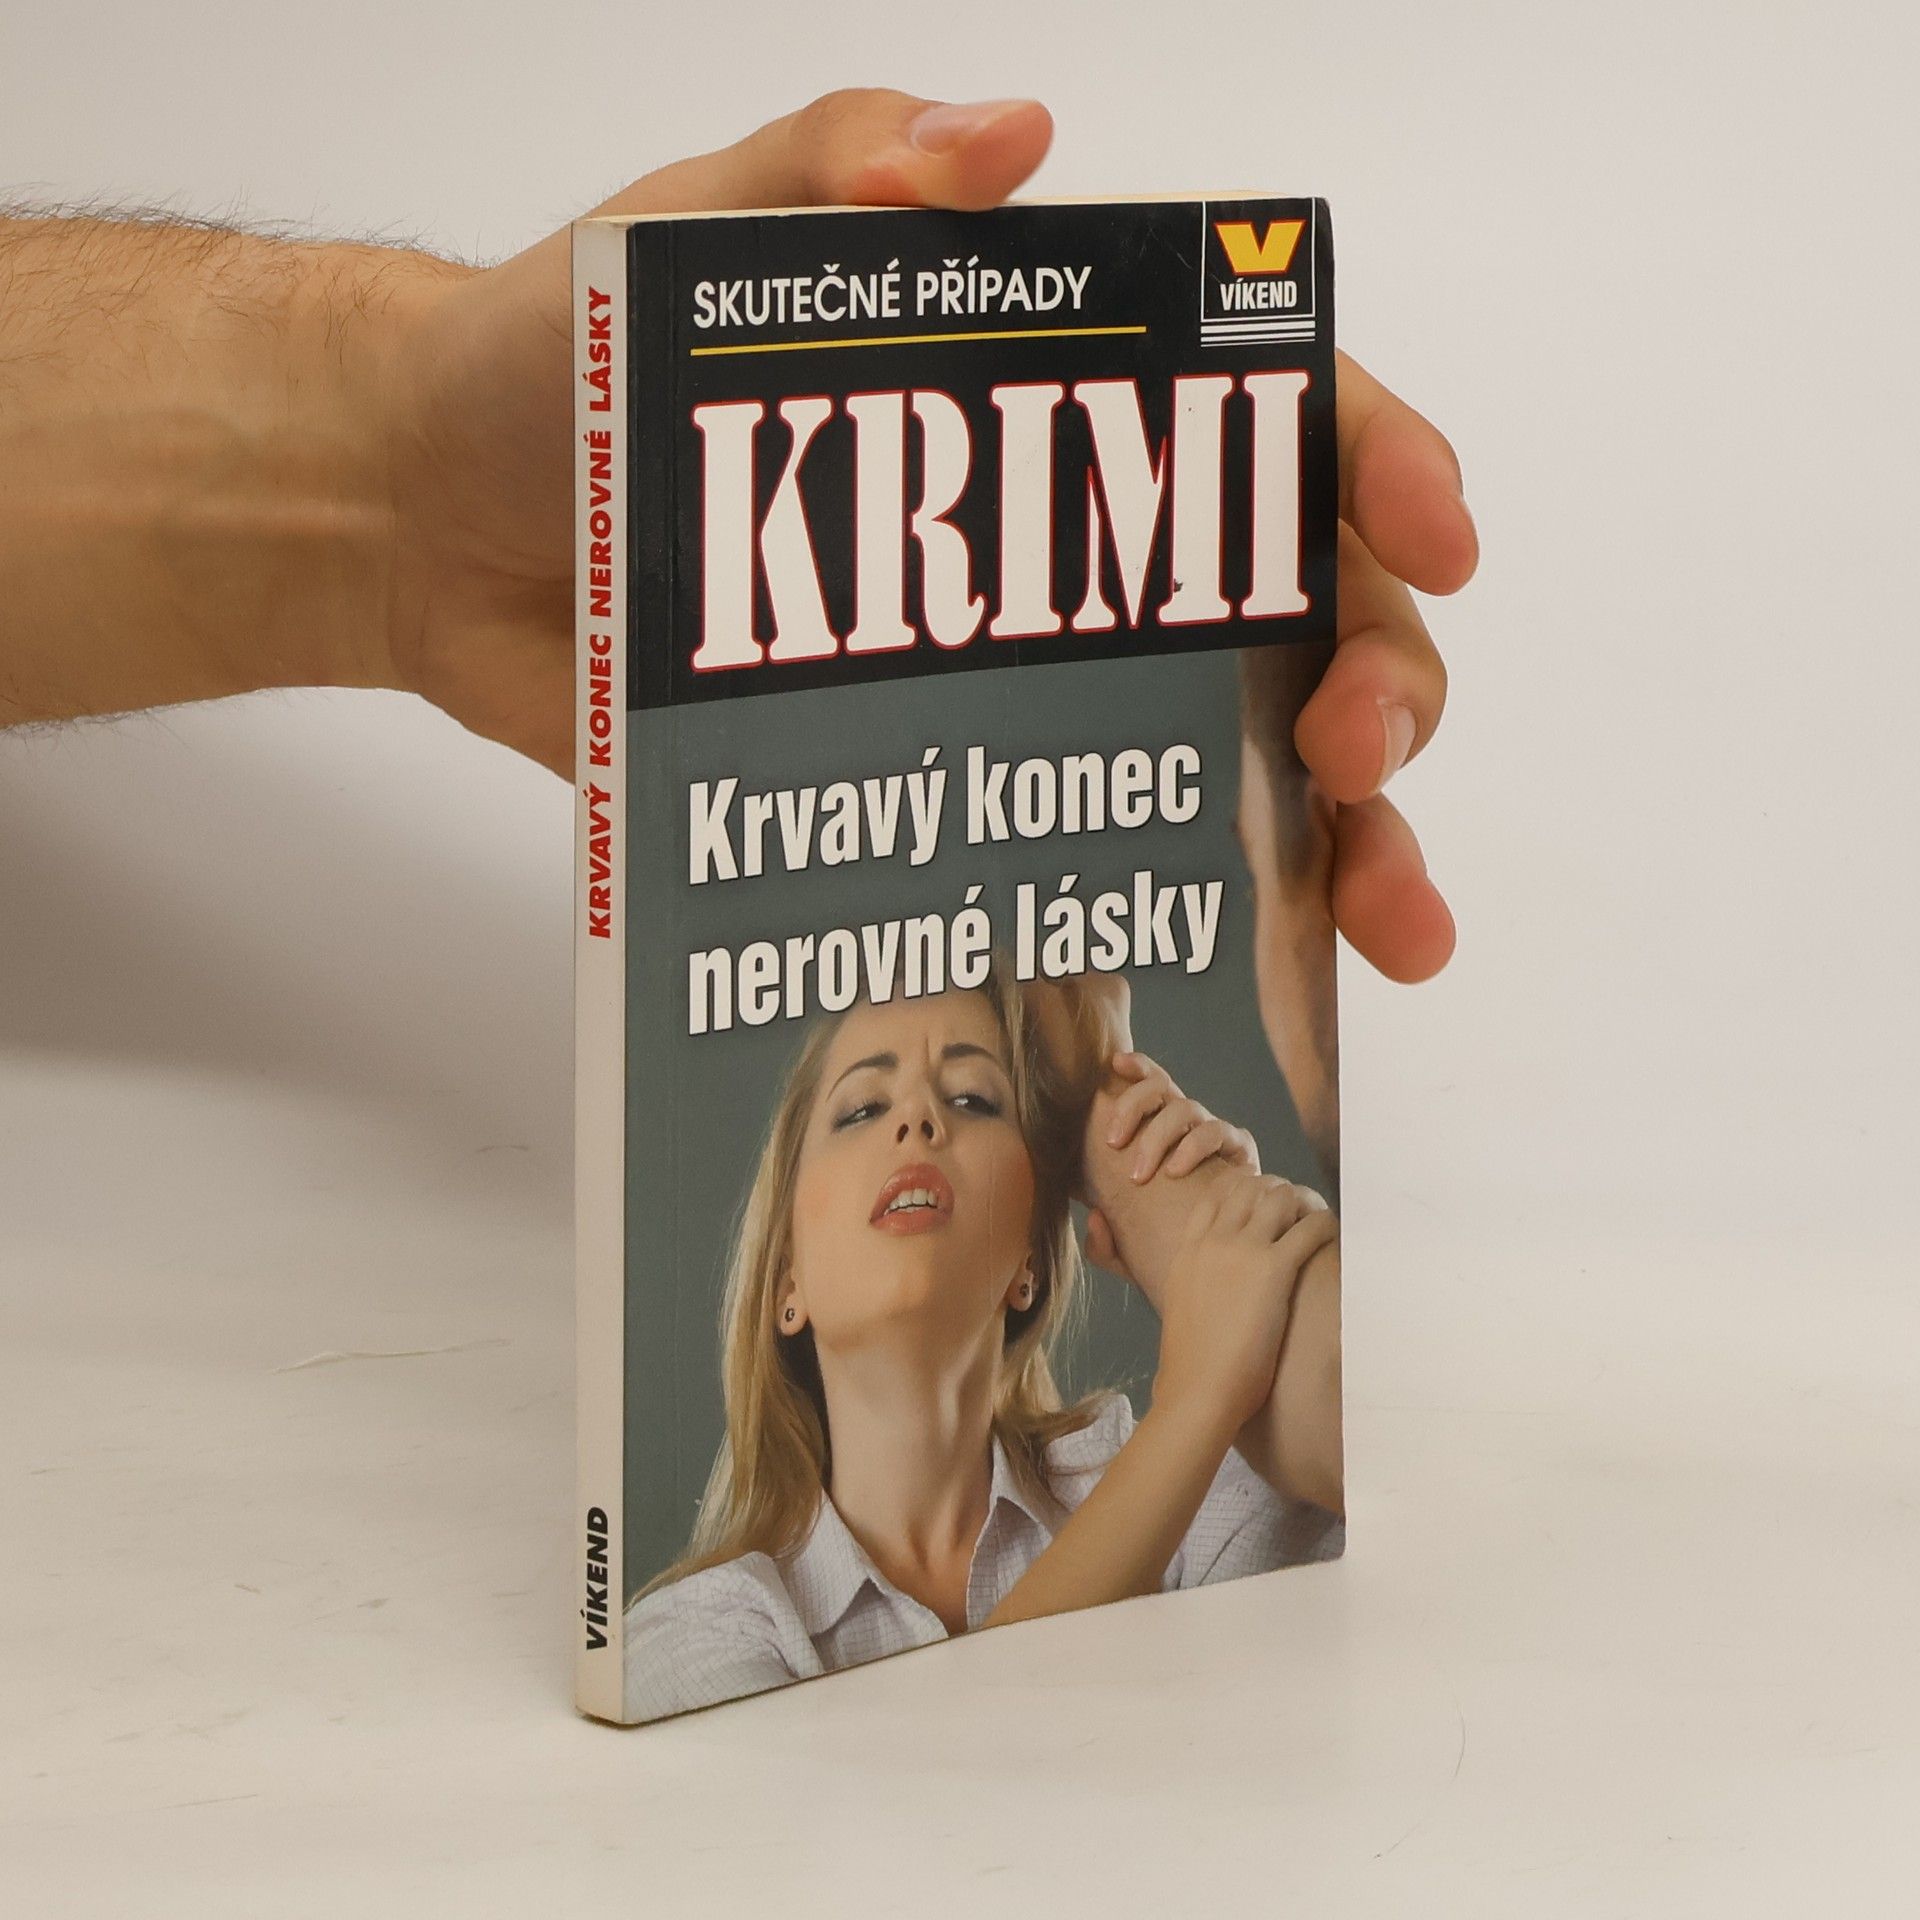 SKUTEČNÉ PŘÍPADY
VÍKEND
KRIMI
Krvavý konec
nerovné lásky
KRVAVÝ KONEC NEROVNÉ LÁSKY
VÍKEND